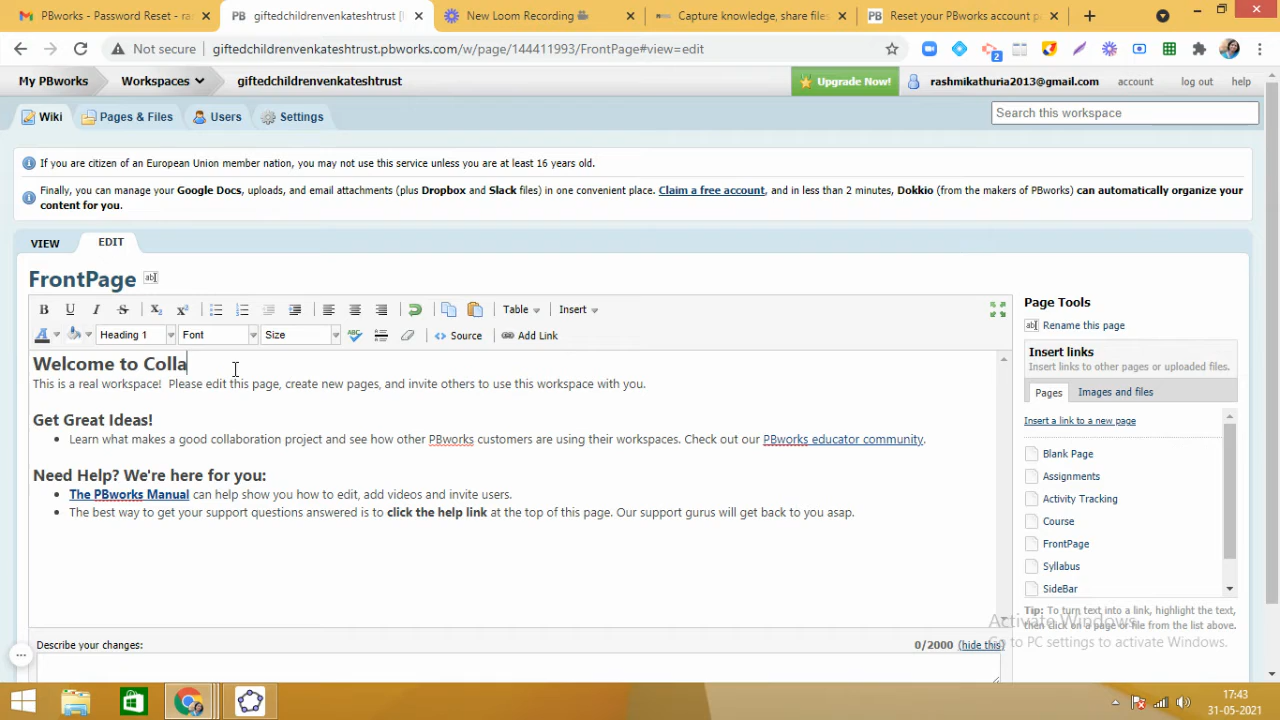 PBworks - Password Reset - ra
giftedchildrenvenkateshtrust [
New Loom Recording
Capture knowledge, share files
Reset your PBworks account p
Not secure giftedchildrenvenkateshtrust.pbworks.com/w/page/144411993/FrontPage#view=edit
2
My PBworks Workspaces giftedchildrenvenkateshtrust Upgrade Now! rashmikathuria2013@gmail.com account log out help
Wiki Pages & Files Users Settings Search this workspace
If you are citizen of an European Union member nation, you may not use this service unless you are at least 16 years old.
Finally, you can manage your Google Docs, uploads, and email attachments (plus Dropbox and Slack files) in one convenient place. Claim a free account, and in less than 2 minutes, Dokkio (from the makers of PBworks) can automatically organize your
content for you.
VIEW EDIT
FrontPage
B U I S X₂ X² Table Insert
A Heading 1 Font Size ABC Source Add Link
Welcome to Colla
This is a real workspace!  Please edit this page, create new pages, and invite others to use this workspace with you.
Get Great Ideas!
• Learn what makes a good collaboration project and see how other PBworks customers are using their workspaces. Check out our PBworks educator community.
Need Help? We're here for you:
• The PBworks Manual can help show you how to edit, add videos and invite users.
• The best way to get your support questions answered is to click the help link at the top of this page. Our support gurus will get back to you asap.
Describe your changes: 0/2000 (hide this)
Page Tools
Rename this page
Insert links
Insert links to other pages or uploaded files.
Pages Images and files
Insert a link to a new page
Blank Page
Assignments
Activity Tracking
Course
FrontPage
Syllabus
SideBar
Tip: To turn text into a link, highlight the text,
then click on a page or file from the list above.
Activate Windows
Go to PC settings to activate Windows.
17:43
31-05-2021